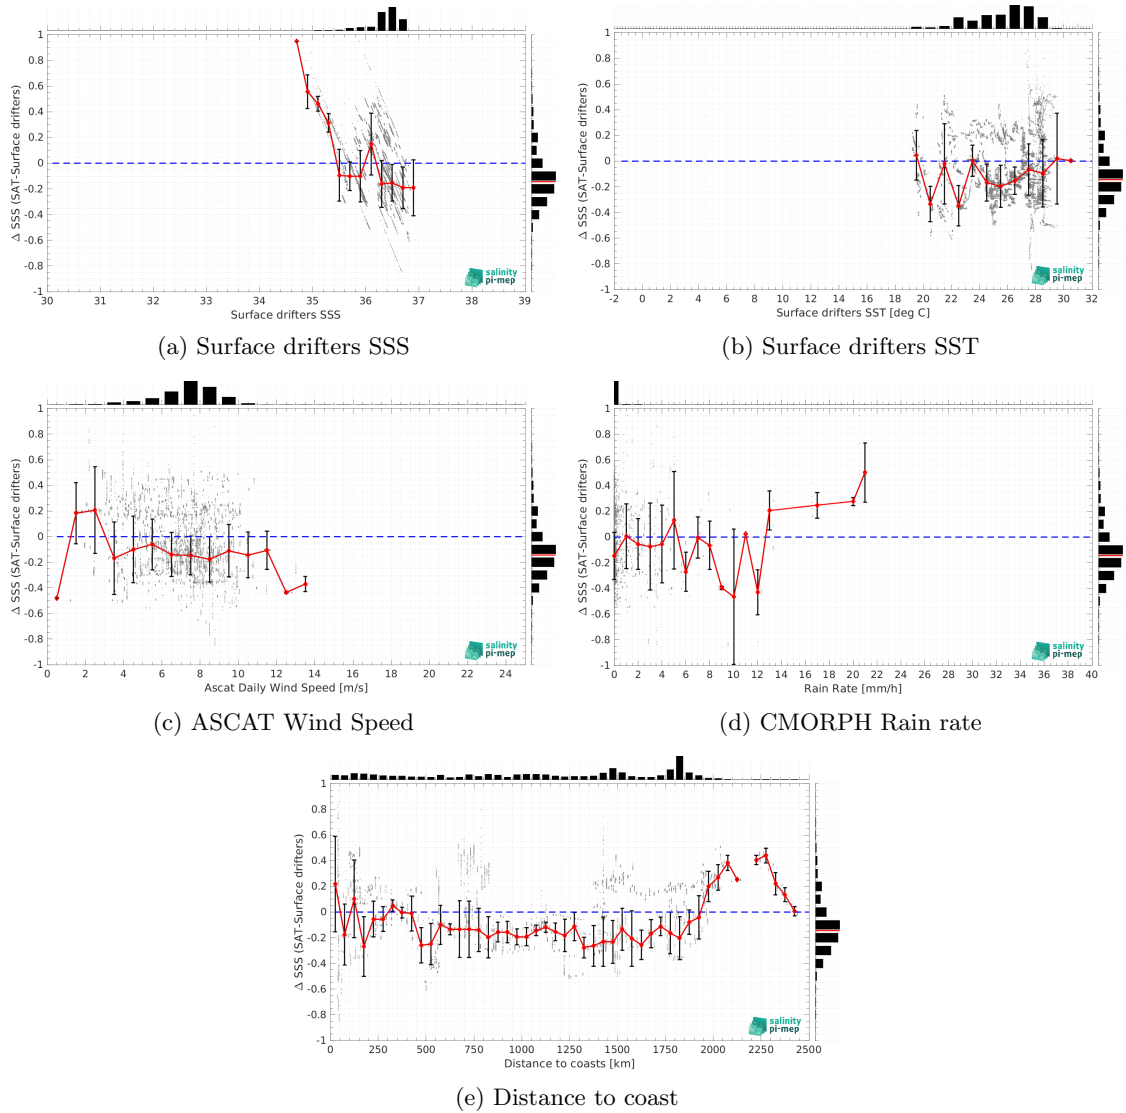 1
0.8
0.6
0.4
0.2
0
-0.2
-0.4
-0.6
-0.8
-1
Δ SSS (SAT-Surface drifters)
salinity
pi-mep
30 31 32 33 34 35 36 37 38 39
Surface drifters SSS
(a) Surface drifters SSS
1
0.8
0.6
0.4
0.2
0
-0.2
-0.4
-0.6
-0.8
-1
Δ SSS (SAT-Surface drifters)
salinity
pi-mep
-2 0 2 4 6 8 10 12 14 16 18 20 22 24 26 28 30 32
Surface drifters SST [deg C]
(b) Surface drifters SST
1
0.8
0.6
0.4
0.2
0
-0.2
-0.4
-0.6
-0.8
-1
Δ SSS (SAT-Surface drifters)
salinity
pi-mep
0 2 4 6 8 10 12 14 16 18 20 22 24
Ascat Daily Wind Speed [m/s]
(c) ASCAT Wind Speed
1
0.8
0.6
0.4
0.2
0
-0.2
-0.4
-0.6
-0.8
-1
Δ SSS (SAT-Surface drifters)
salinity
pi-mep
0 2 4 6 8 10 12 14 16 18 20 22 24 26 28 30 32 34 36 38 40
Rain Rate [mm/h]
(d) CMORPH Rain rate
1
0.8
0.6
0.4
0.2
0
-0.2
-0.4
-0.6
-0.8
-1
Δ SSS (SAT-Surface drifters)
salinity
pi-mep
0 250 500 750 1000 1250 1500 1750 2000 2250 2500
Distance to coasts [km]
(e) Distance to coast